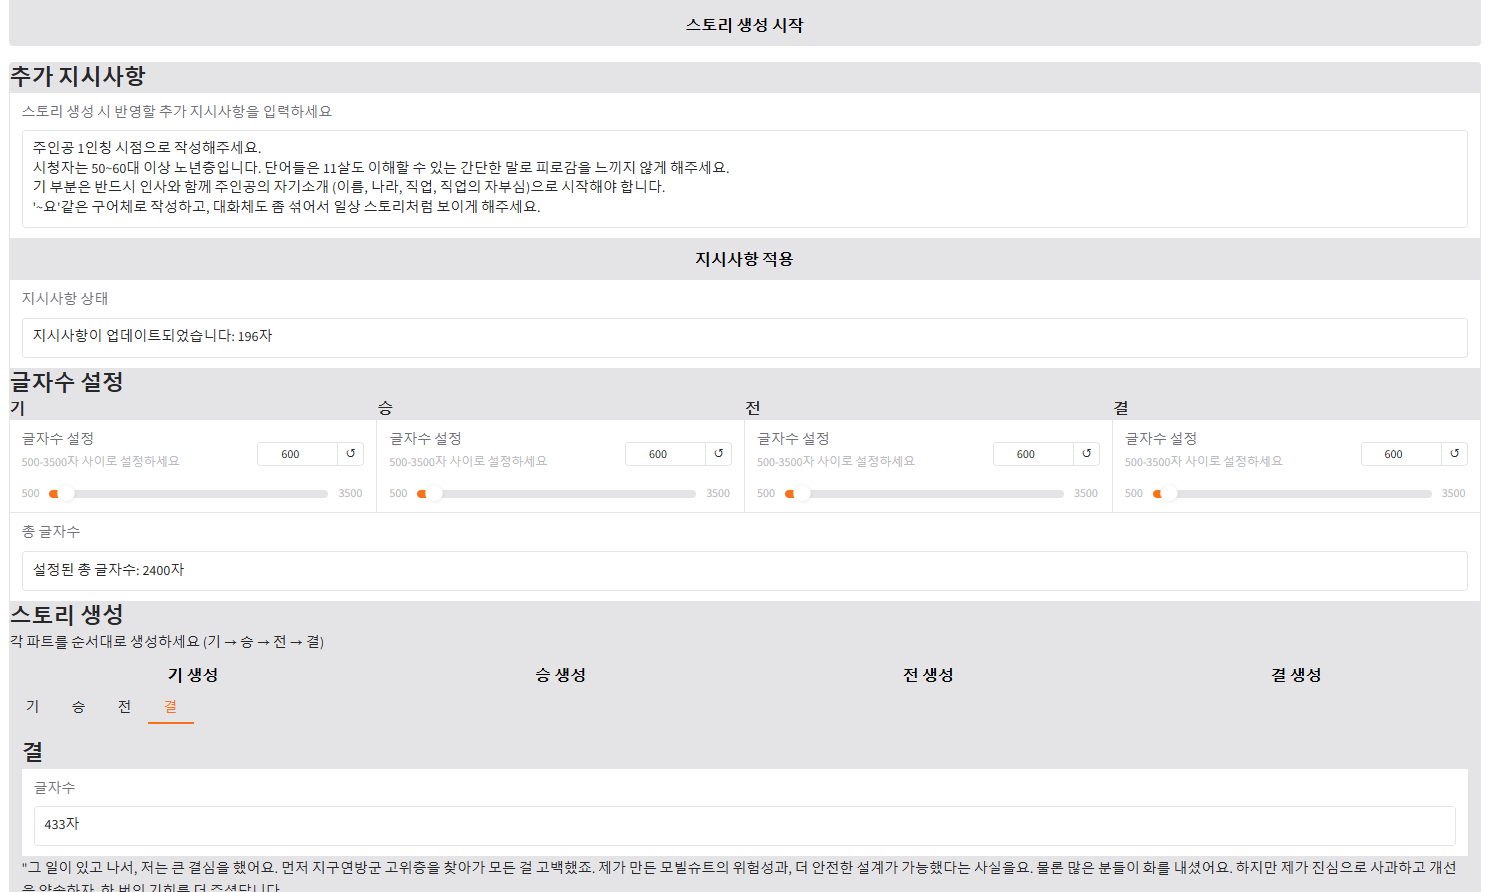 스토리 생성 시작
추가 지시사항
스토리 생성 시 반영할 추가 지시사항을 입력하세요
주인공 1인칭 시점으로 작성해주세요.
시청자는 50~60대 이상 노년층입니다. 단어들은 11살도 이해할 수 있는 간단한 말로 피로감을 느끼지 않게 해주세요.
기 부분은 반드시 인사와 함께 주인공의 자기소개 (이름, 나라, 직업, 직업의 자부심)으로 시작해야 합니다.
'~요'같은 구어체로 작성하고, 대화체도 좀 섞어서 일상 스토리처럼 보이게 해주세요.
지시사항 적용
지시사항 상태
지시사항이 업데이트되었습니다: 196자
글자수 설정
기 승 전 결
글자수 설정 600 ↺ 글자수 설정 600 ↺ 글자수 설정 600 ↺ 글자수 설정 600 ↺
500-3500자 사이로 설정하세요 500-3500자 사이로 설정하세요 500-3500자 사이로 설정하세요 500-3500자 사이로 설정하세요
500 3500 500 3500 500 3500 500 3500
총 글자수
설정된 총 글자수: 2400자
스토리 생성
각 파트를 순서대로 생성하세요 (기 → 승 → 전 → 결)
기 생성 승 생성 전 생성 결 생성
기 승 전 결
결
글자수
433자
"그 일이 있고 나서, 저는 큰 결심을 했어요. 먼저 지구연방군 고위층을 찾아가 모든 걸 고백했죠. 제가 만든 모빌슈트의 위험성과, 더 안전한 설계가 가능했다는 사실을요. 물론 많은 분들이 화를 내셨어요. 하지만 제가 진심으로 사과하고 개선
을 약속하자, 한 번의 기회를 더 주셨답니다.